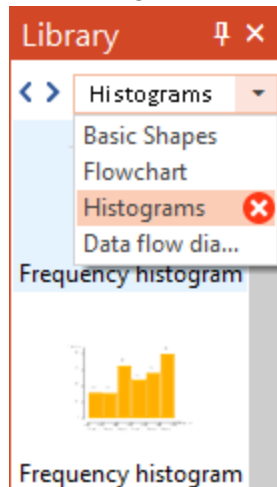 Library
Histograms
Basic Shapes
Flowchart
Histograms
Data flow dia...
Frequency histogram
Frequency histogram